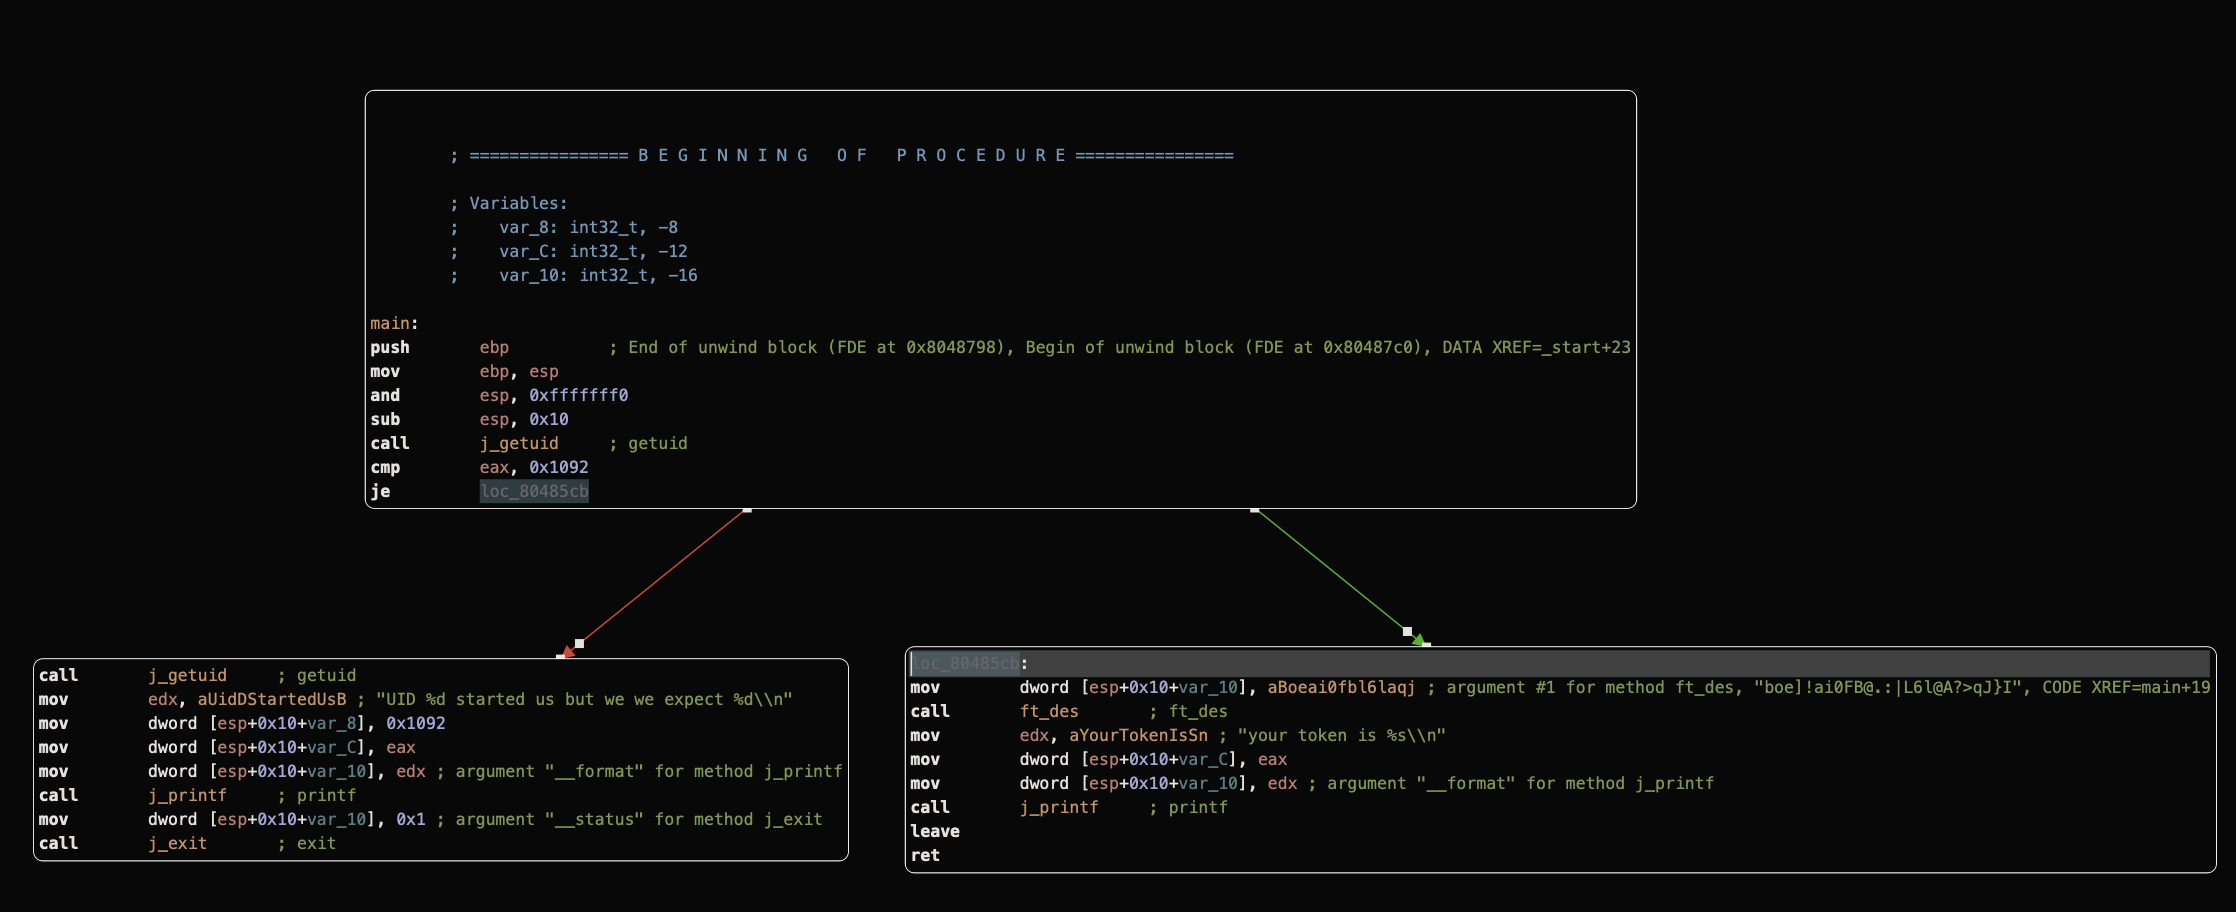 ; ================ B E G I N N I N G   O F   P R O C E D U R E ================
; Variables:
;    var_8: int32_t, -8
;    var_C: int32_t, -12
;    var_10: int32_t, -16
main:
push       ebp          ; End of unwind block (FDE at 0x8048798), Begin of unwind block (FDE at 0x80487c0), DATA XREF=_start+23
mov        ebp, esp
and        esp, 0xfffffff0
sub        esp, 0x10
call       j_getuid     ; getuid
cmp        eax, 0x1092
je         loc_80485cb
call       j_getuid     ; getuid
mov        edx, aUidDStartedUsB ; "UID %d started us but we we expect %d\\n"
mov        dword [esp+0x10+var_8], 0x1092
mov        dword [esp+0x10+var_C], eax
mov        dword [esp+0x10+var_10], edx ; argument "__format" for method j_printf
call       j_printf     ; printf
mov        dword [esp+0x10+var_10], 0x1 ; argument "__status" for method j_exit
call       j_exit       ; exit
loc_80485cb:
mov        dword [esp+0x10+var_10], aBoeai0fbl6laqj ; argument #1 for method ft_des, "boe]!ai0FB@.:|L6l@A?>qJ}I", CODE XREF=main+19
call       ft_des       ; ft_des
mov        edx, aYourTokenIsSn ; "your token is %s\\n"
mov        dword [esp+0x10+var_C], eax
mov        dword [esp+0x10+var_10], edx ; argument "__format" for method j_printf
call       j_printf     ; printf
leave
ret